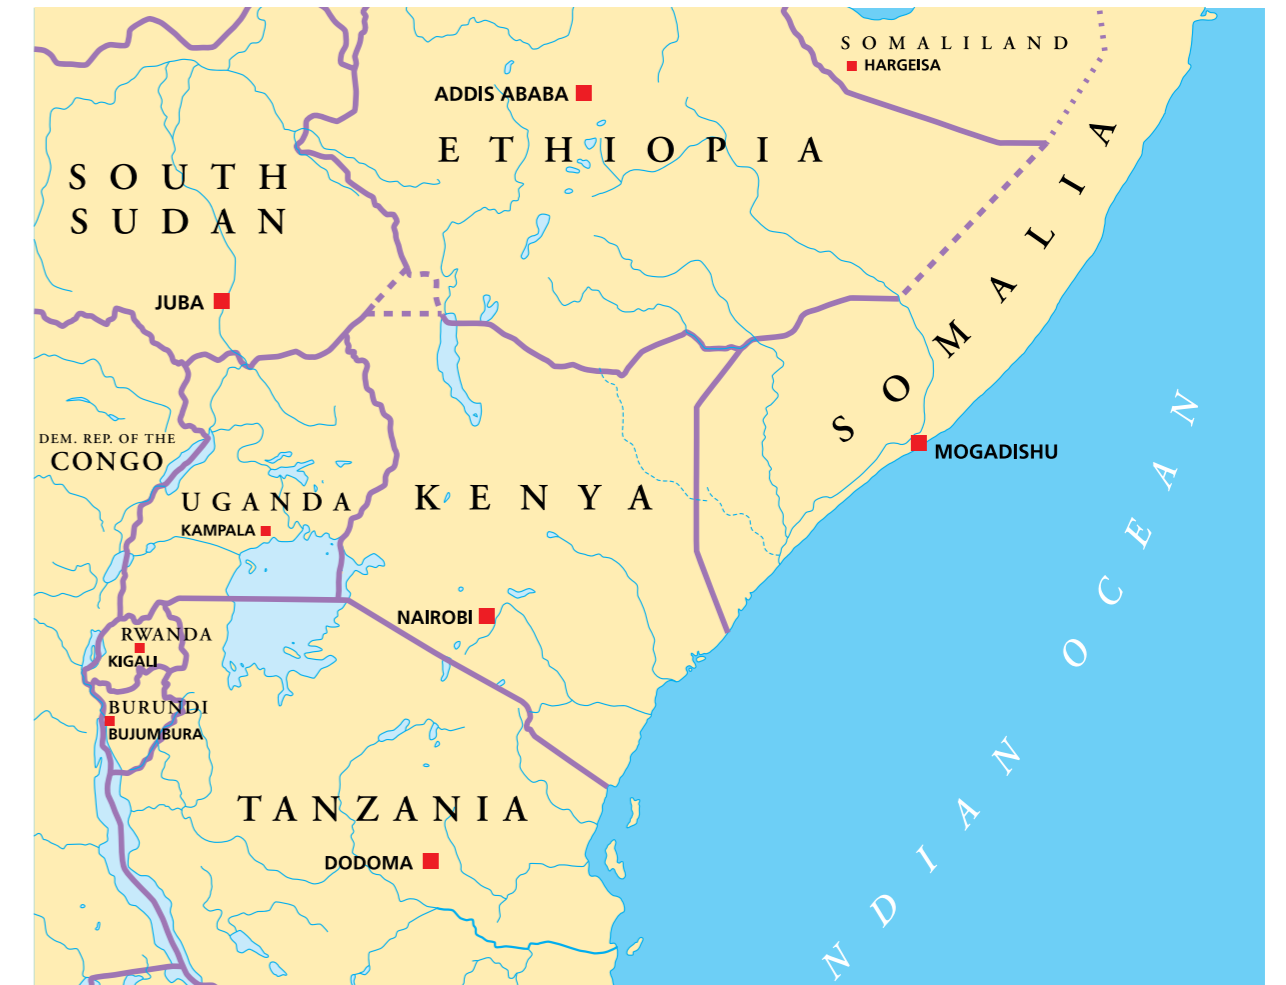 SOMALILAND
HARGEISA
ADDIS ABABA
ETHIOPIA
SOUTH
SUDAN
JUBA
SOMALIA
DEM. REP. OF THE
CONGO
MOGADISHU
UGANDA
KENYA
KAMPALA
NAIROBI
RWANDA
KIGALI
BURUNDI
BUJUMBURA
TANZANIA
DODOMA
NDIAN OCEAN